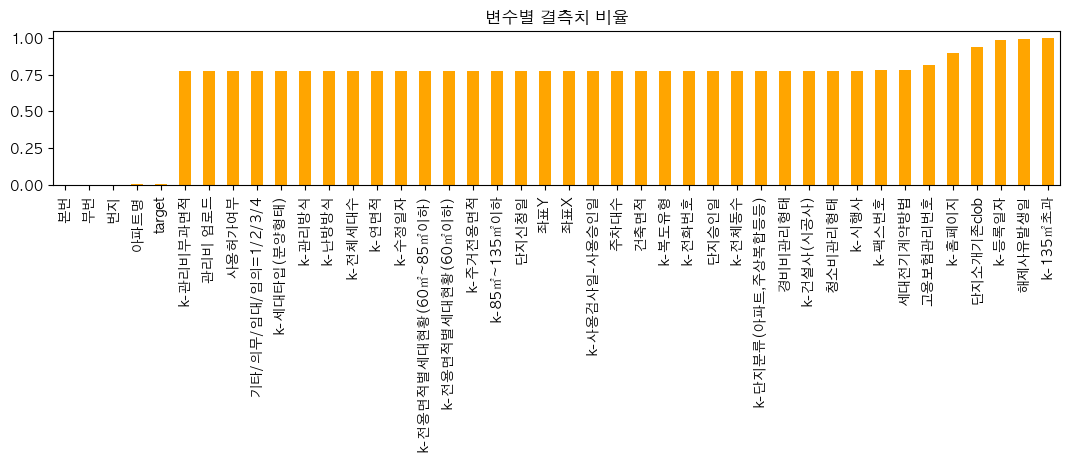 변수별 결측치 비율
1.00
0.75
0.50
0.25
0.00
본번
부번
번지
아파트명
target
k-관리비부과면적
관리비 업로드
사용허가여부
기타/의무/임대/임의=1/2/3/4
k-세대타입(분양형태)
k-관리방식
k-난방방식
k-전체세대수
k-연면적
k-수정일자
k-전용면적별세대현황(60㎡~85㎡이하)
k-전용면적별세대현황(60㎡이하)
k-주거전용면적
k-85㎡~135㎡이하
단지신청일
좌표Y
좌표X
k-사용검사일-사용승인일
주차대수
건축면적
k-복도유형
k-전화번호
단지승인일
k-전체동수
k-단지분류(아파트,주상복합등등)
경비비관리형태
k-건설사(시공사)
청소비관리형태
k-시행사
k-팩스번호
세대전기계약방법
고용보험관리번호
k-홈페이지
단지소개기존clob
k-등록일자
해제사유발생일
k-135㎡초과